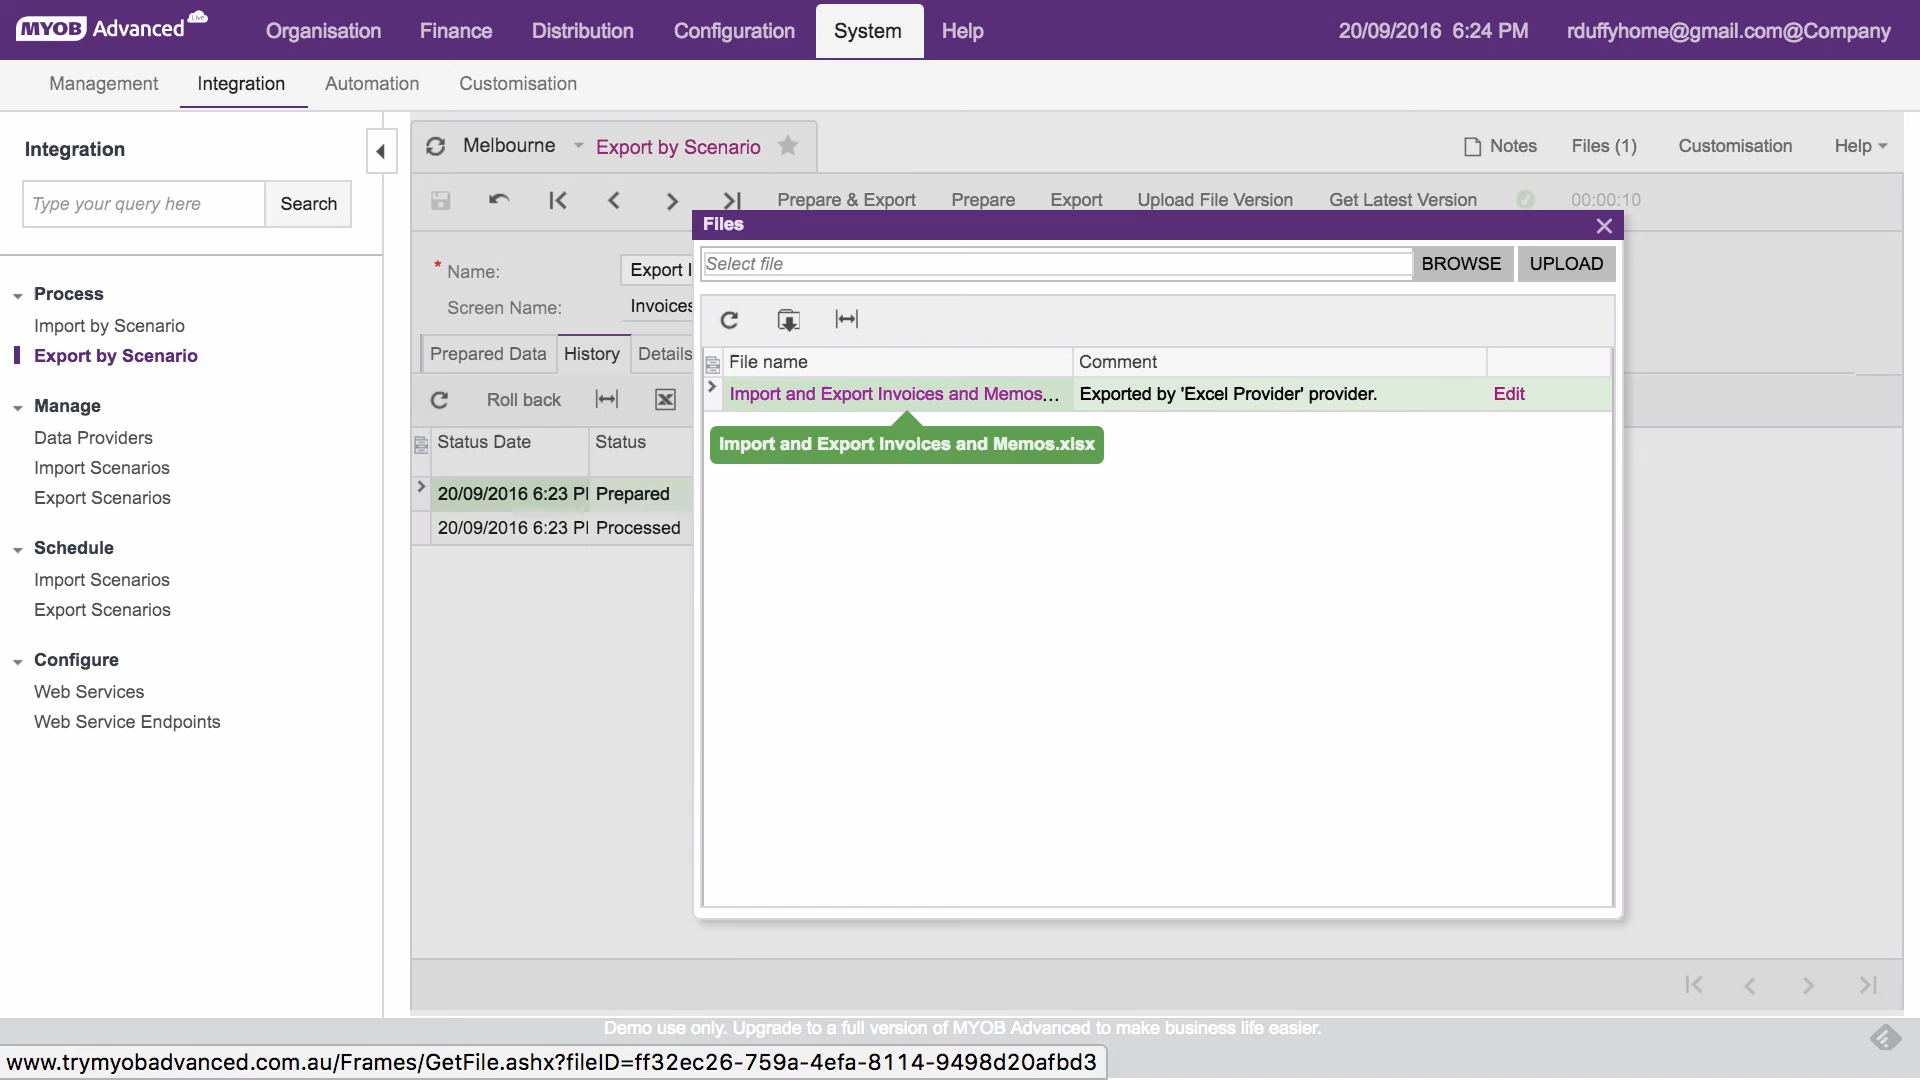 MYOB Advanced Live
Organisation Finance Distribution Configuration System Help
20/09/2016 6:24 PM rduffyhome@gmail.com@Company
Management Integration Automation Customisation
Integration
Type your query here Search
Process
Import by Scenario
Export by Scenario
Manage
Data Providers
Import Scenarios
Export Scenarios
Schedule
Import Scenarios
Export Scenarios
Configure
Web Services
Web Service Endpoints
Melbourne Export by Scenario
Notes Files (1) Customisation Help
Prepare & Export Prepare Export Upload File Version Get Latest Version 00:00:10
* Name: Export I
Screen Name: Invoices
Prepared Data History Details
Roll back
Status Date Status
20/09/2016 6:23 PI Prepared
20/09/2016 6:23 PI Processed
Files
Select file BROWSE UPLOAD
File name Comment
Import and Export Invoices and Memos... Exported by 'Excel Provider' provider. Edit
Import and Export Invoices and Memos.xlsx
Demo use only. Upgrade to a full version of MYOB Advanced to make business life easier.
www.trymyobadvanced.com.au/Frames/GetFile.ashx?fileID=ff32ec26-759a-4efa-8114-9498d20afbd3